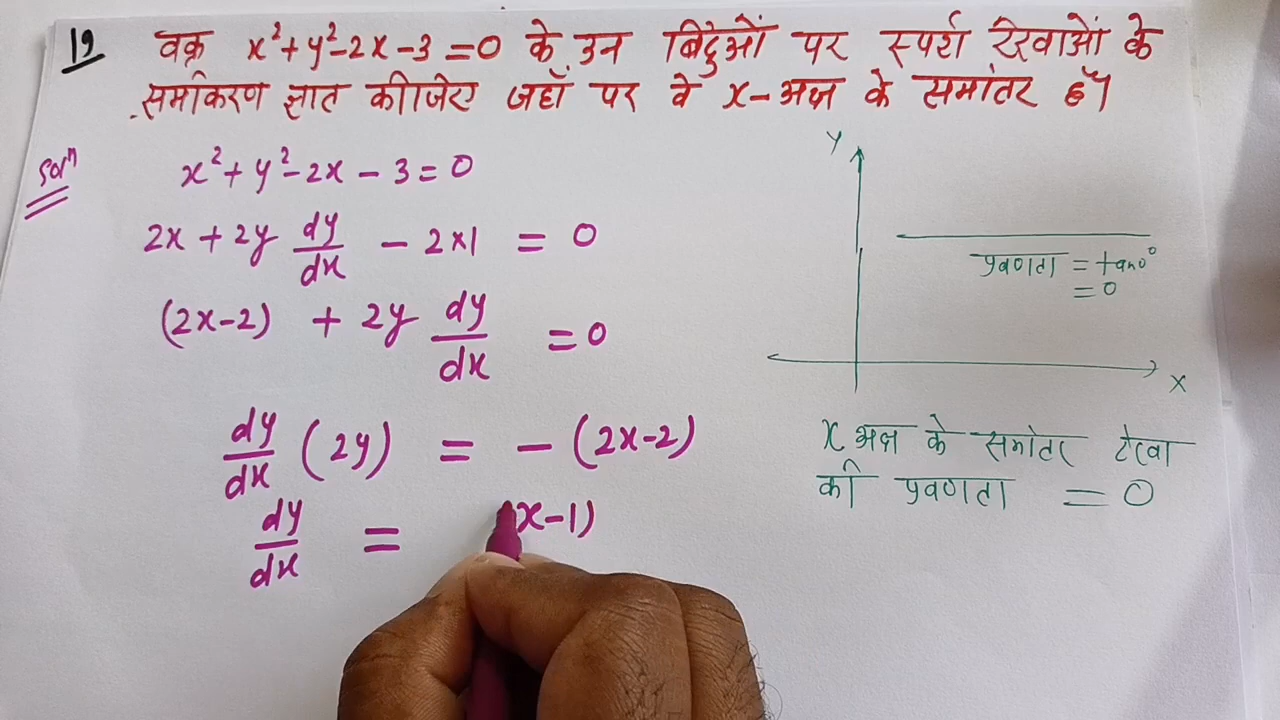 19 वक्र x²+y²-2x-3=0 के उन बिंदुओं पर स्पर्श रेखाओं के
समीकरण ज्ञात कीजिए जहाँ पर वे x-अक्ष के समांतर हैं।
Solⁿ x²+y²-2x-3=0
2x+2y dy/dx - 2×1 = 0
(2x-2) + 2y dy/dx = 0
dy/dx (2y) = -(2x-2)
dy/dx = x-1)
Y
प्रवणता = tan0°
= 0
X
x अक्ष के समांतर रेखा
की प्रवणता = 0